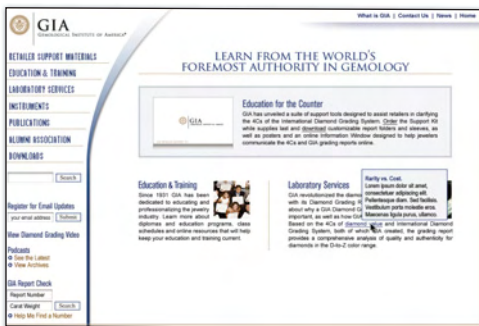 What is GIA | Contact Us | News | Home
GIA
GEMOLOGICAL INSTITUTE OF AMERICA®
RETAILER SUPPORT MATERIALS
EDUCATION & TRAINING
LABORATORY SERVICES
INSTRUMENTS
PUBLICATIONS
ALUMNI ASSOCIATION
DOWNLOADS
Search
Register for Email Updates
your email address Submit
View Diamond Grading Video
Podcasts
See the Latest
View Archives
GIA Report Check
Report Number
Carat Weight Search
Help Me Find a Number
LEARN FROM THE WORLD'S
FOREMOST AUTHORITY IN GEMOLOGY
GIA
Education for the Counter
GIA has unveiled a suite of support tools designed to assist retailers in clarifying
the 4Cs of the International Diamond Grading System. Order the Support Kit
while supplies last and download customizable report folders and sleeves, as
well as posters and an online information Window designed to help jewelers
communicate the 4Cs and GIA grading reports online.
Education & Training
Since 1931 GIA has been
dedicated to educating and
professionalizing the jewelry
industry. Learn more about
diplomas and education programs, class
schedules and online resources that will help
keep your education and training current.
Laboratory Services
GIA revolutionized the diamon
with its Diamond Grading R
about why a GIA Diamond G
important, as well as how GIA
Based on the 4Cs of diamond value and International Diamond
Grading System, both of which GIA created, the grading report
provides a comprehensive analysis of quality and authenticity for
diamonds in the D-to-Z color range.
Rarity vs. Cost.
Lorem ipsum dolor sit amet,
consectetuer adipiscing elit.
Pellentesque diam. Sed facilisis.
Vestibulum porta molestie eros.
Maecenas ligula purus, ullamco